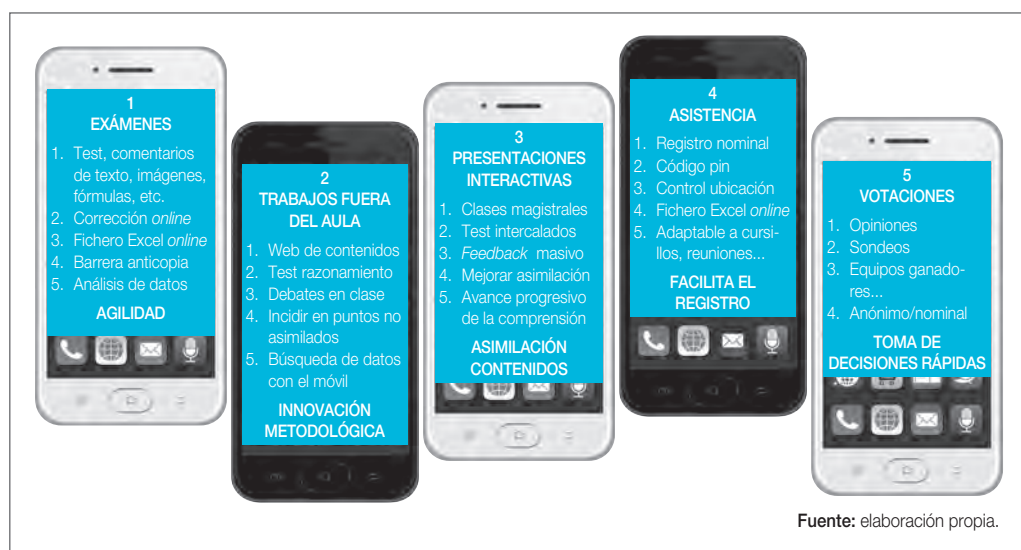 1
EXÁMENES
1. Test, comentarios
de texto, imágenes,
fórmulas, etc.
2. Corrección online
3. Fichero Excel online
4. Barrera anticopia
5. Análisis de datos
AGILIDAD
2
TRABAJOS FUERA
DEL AULA
1. Web de contenidos
2. Test razonamiento
3. Debates en clase
4. Incidir en puntos no
asimilados
5. Búsqueda de datos
con el móvil
INNOVACIÓN
METODOLÓGICA
3
PRESENTACIONES
INTERACTIVAS
1. Clases magistrales
2. Test intercalados
3. Feedback masivo
4. Mejorar asimilación
5. Avance progresivo
de la comprensión
ASIMILACIÓN
CONTENIDOS
4
ASISTENCIA
1. Registro nominal
2. Código pin
3. Control ubicación
4. Fichero Excel online
5. Adaptable a cursi-
llos, reuniones...
FACILITA EL
REGISTRO
5
VOTACIONES
1. Opiniones
2. Sondeos
3. Equipos ganado-
res...
4. Anónimo/nominal
TOMA DE
DECISIONES RÁPIDAS
Fuente: elaboración propia.